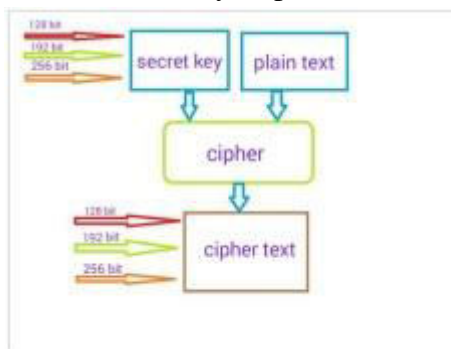 128 bit
192 bit
256 bit
secret key
plain text
cipher
128 bit
192 bit
256 bit
cipher text